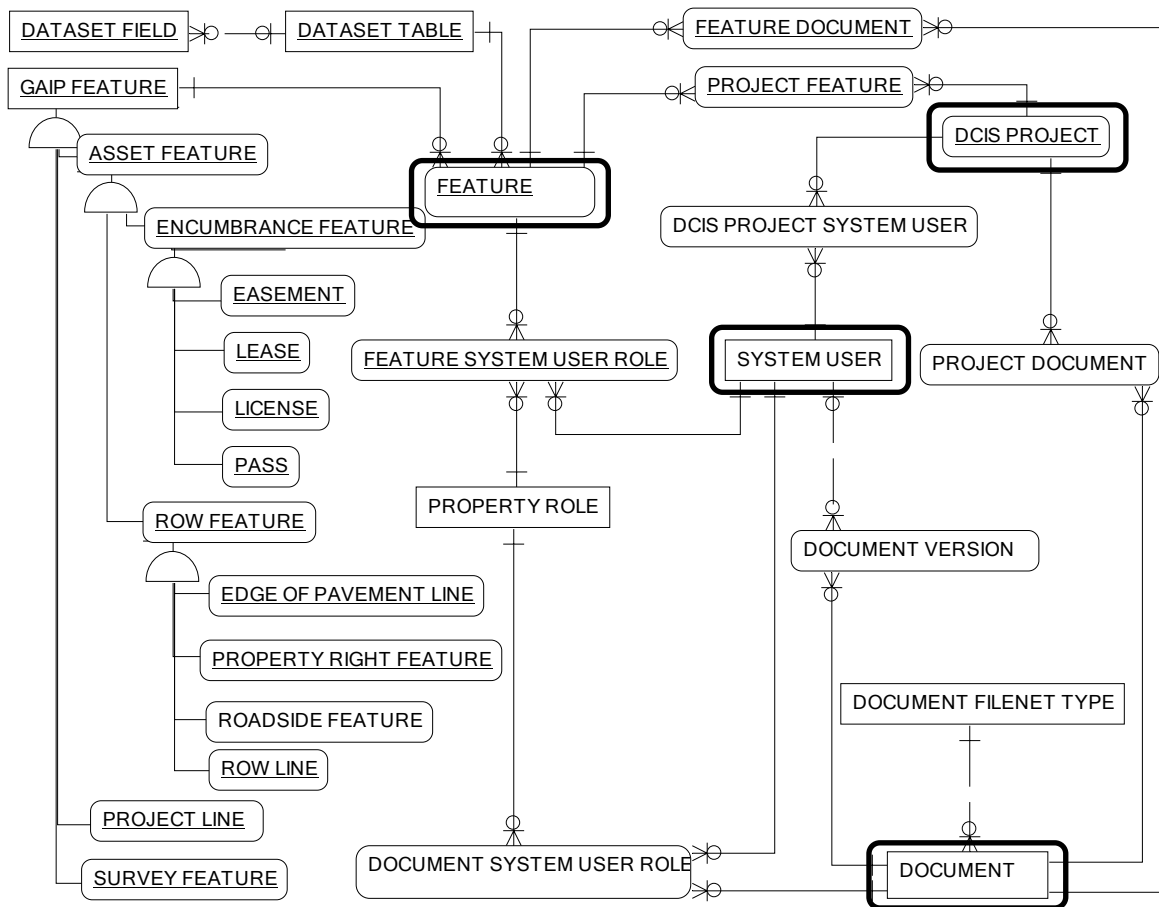 DATASET FIELD
DATASET TABLE
FEATURE DOCUMENT
GAIP FEATURE
PROJECT FEATURE
ASSET FEATURE
DCIS PROJECT
FEATURE
ENCUMBRANCE FEATURE
DCIS PROJECT SYSTEM USER
EASEMENT
LEASE
FEATURE SYSTEM USER ROLE
SYSTEM USER
PROJECT DOCUMENT
LICENSE
PASS
PROPERTY ROLE
ROW FEATURE
DOCUMENT VERSION
EDGE OF PAVEMENT LINE
PROPERTY RIGHT FEATURE
DOCUMENT FILENET TYPE
ROADSIDE FEATURE
ROW LINE
PROJECT LINE
DOCUMENT SYSTEM USER ROLE
DOCUMENT
SURVEY FEATURE